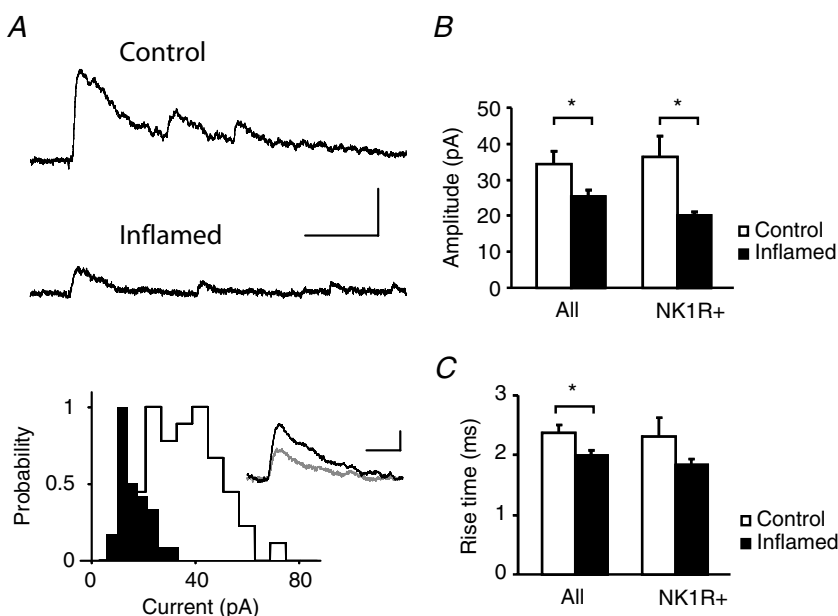 A
Control
Inflamed
Probability
1
0.5
0
0
40
80
Current (pA)
B
Amplitude (pA)
50
40
30
20
10
0
*
*
All
NK1R+
Control
Inflamed
C
Rise time (ms)
3
2
1
0
*
All
NK1R+
Control
Inflamed